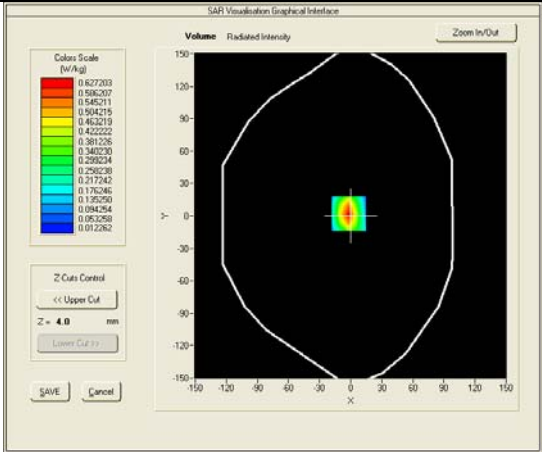 SAR Visualisation Graphical Interface
Volume Radiated Intensity
Zoom In/Out
Colors Scale
(W/kg)
0.627203
0.586207
0.545211
0.504215
0.463219
0.422222
0.381226
0.340230
0.299234
0.258238
0.217242
0.176246
0.135250
0.094254
0.053258
0.012262
Z-Cuts Control
<< Upper Cut
Z = 4.0 mm
Lower Cut >>
SAVE
Cancel
150
120
90
60
30
0
-30
-60
-90
-120
-150
Y
-150 -120 -90 -60 -30 0 30 60 90 120 150
X